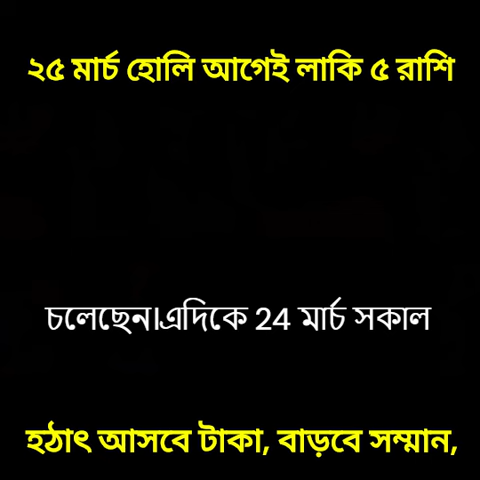 ২৫ মার্চ হোলি আগেই লাকি ৫ রাশি
চলেছেন।এদিকে 24 মার্চ সকাল
হঠাৎ আসবে টাকা, বাড়বে সম্মান,